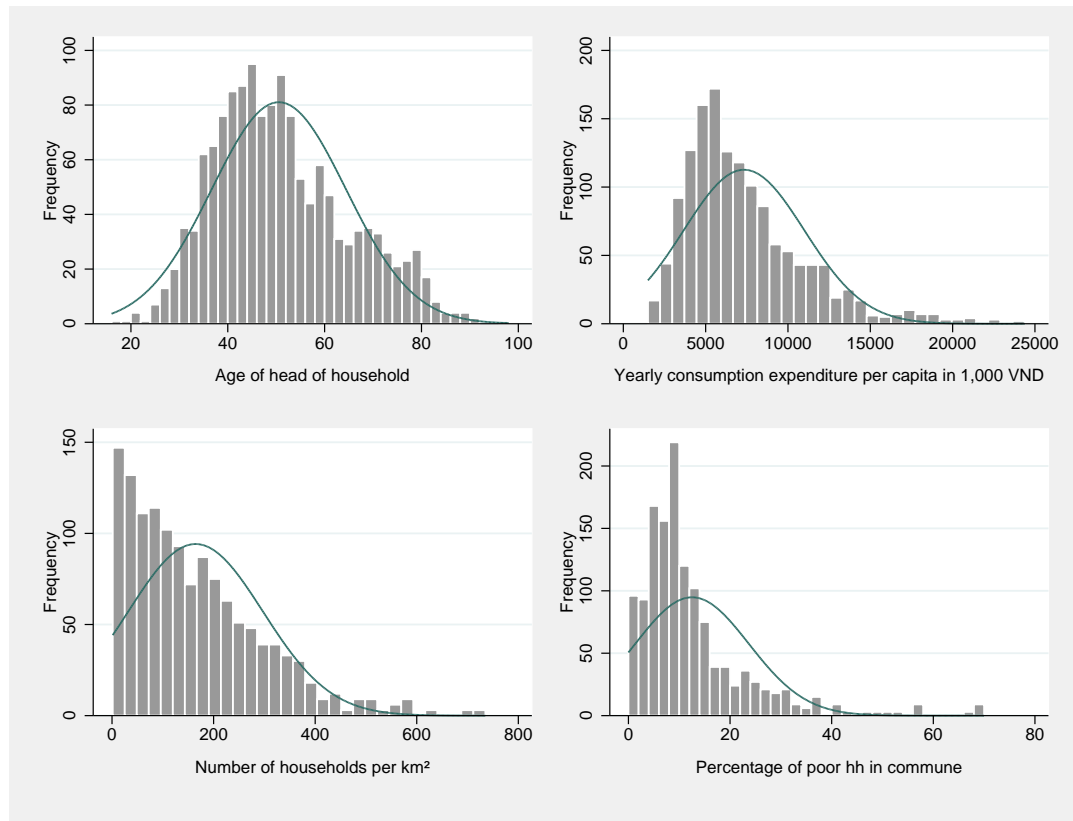 Frequency
0 20 40 60 80 100
20 40 60 80 100
Age of head of household
Frequency
0 50 100 150 200
0 5000 10000 15000 20000 25000
Yearly consumption expenditure per capita in 1,000 VND
Frequency
0 50 100 150
0 200 400 600 800
Number of households per km²
Frequency
0 50 100 150 200
0 20 40 60 80
Percentage of poor hh in commune